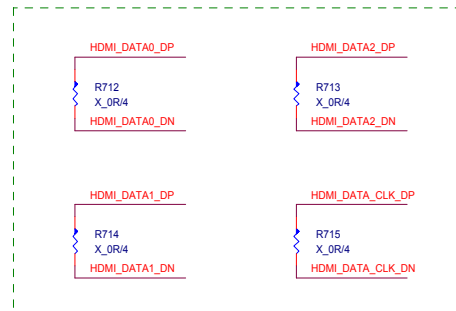 HDMI_DATA0_DP
R712
X_0R/4
HDMI_DATA0_DN
HDMI_DATA2_DP
R713
X_0R/4
HDMI_DATA2_DN
HDMI_DATA1_DP
R714
X_0R/4
HDMI_DATA1_DN
HDMI_DATA_CLK_DP
R715
X_0R/4
HDMI_DATA_CLK_DN